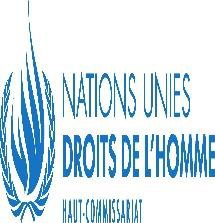 NATIONS UNIES
DROITS DE L'HOMME
HAUT-COMMISSARIAT